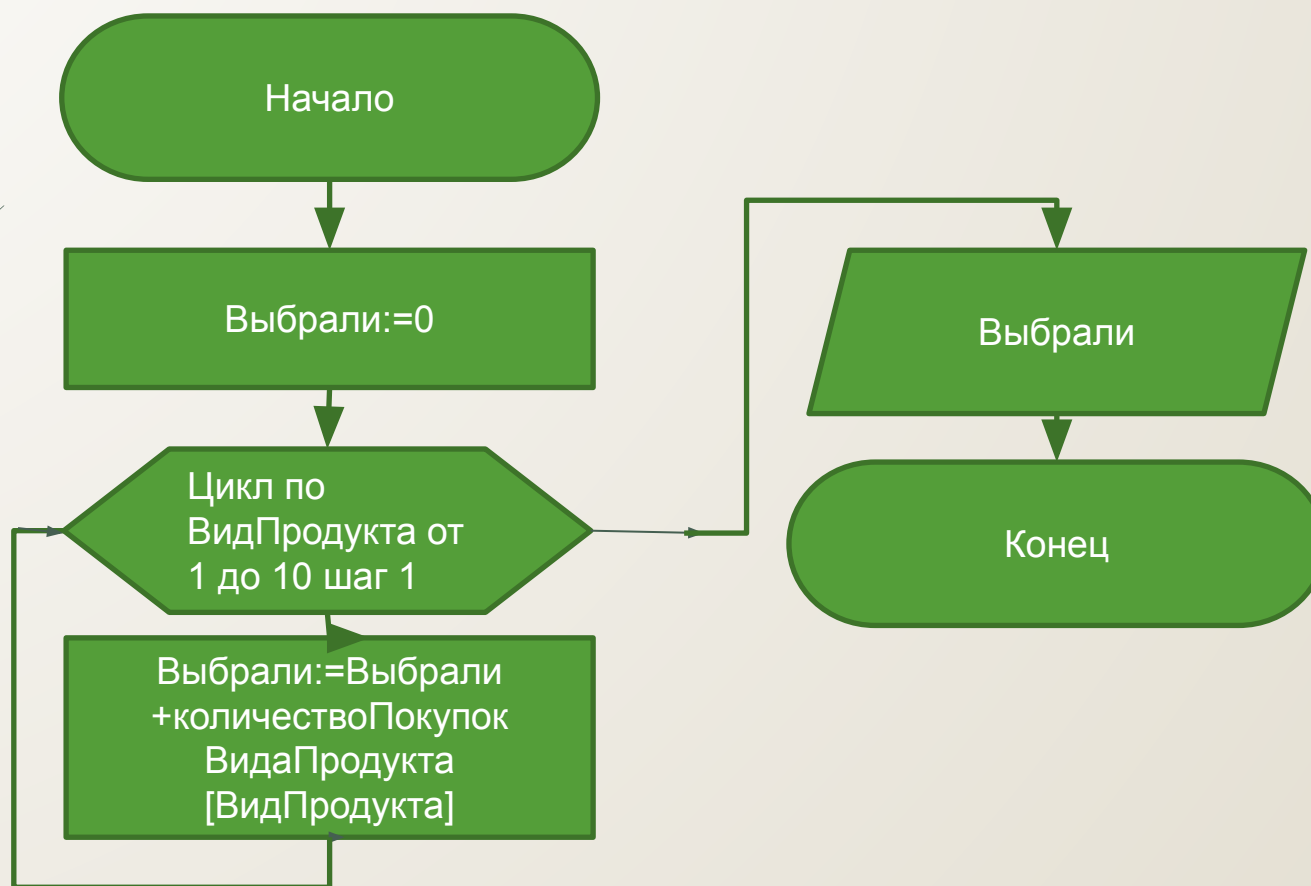 Начало
Выбрали:=0
Цикл по
ВидПродукта от
1 до 10 шаг 1
Выбрали:=Выбрали
+количествоПокупок
ВидаПродукта
[ВидПродукта]
Выбрали
Конец